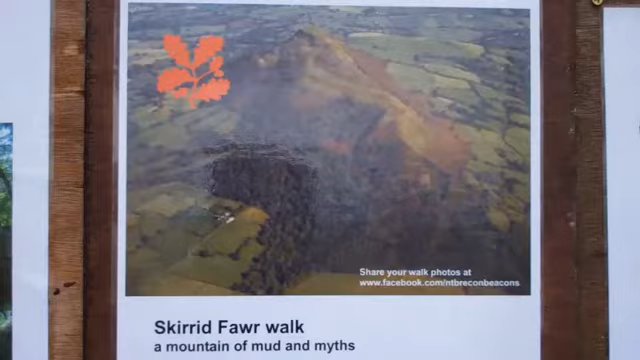 Share your walk photos at
www.facebook.com/ntbreconbeacons
Skirrid Fawr walk
a mountain of mud and myths